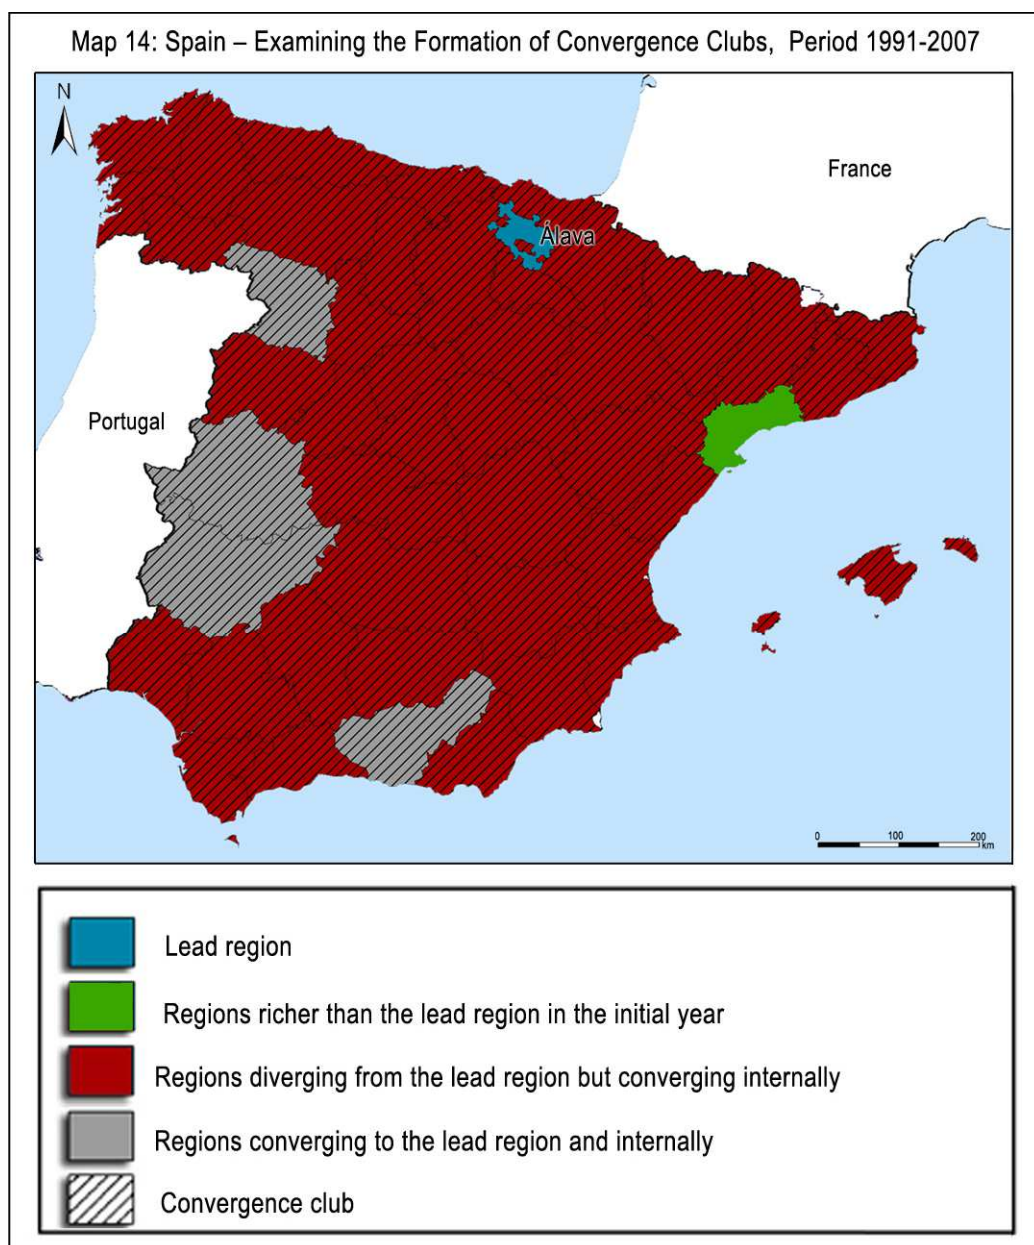 Map 14: Spain – Examining the Formation of Convergence Clubs, Period 1991-2007
N
France
Álava
Portugal
0 100 200
km
Lead region
Regions richer than the lead region in the initial year
Regions diverging from the lead region but converging internally
Regions converging to the lead region and internally
Convergence club